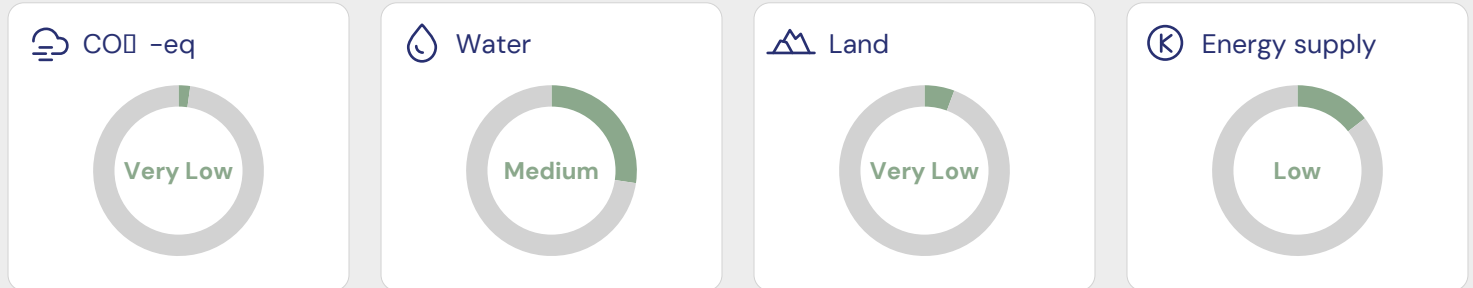 CO▯ -eq
Very Low
Water
Medium
Land
Very Low
Energy supply
Low